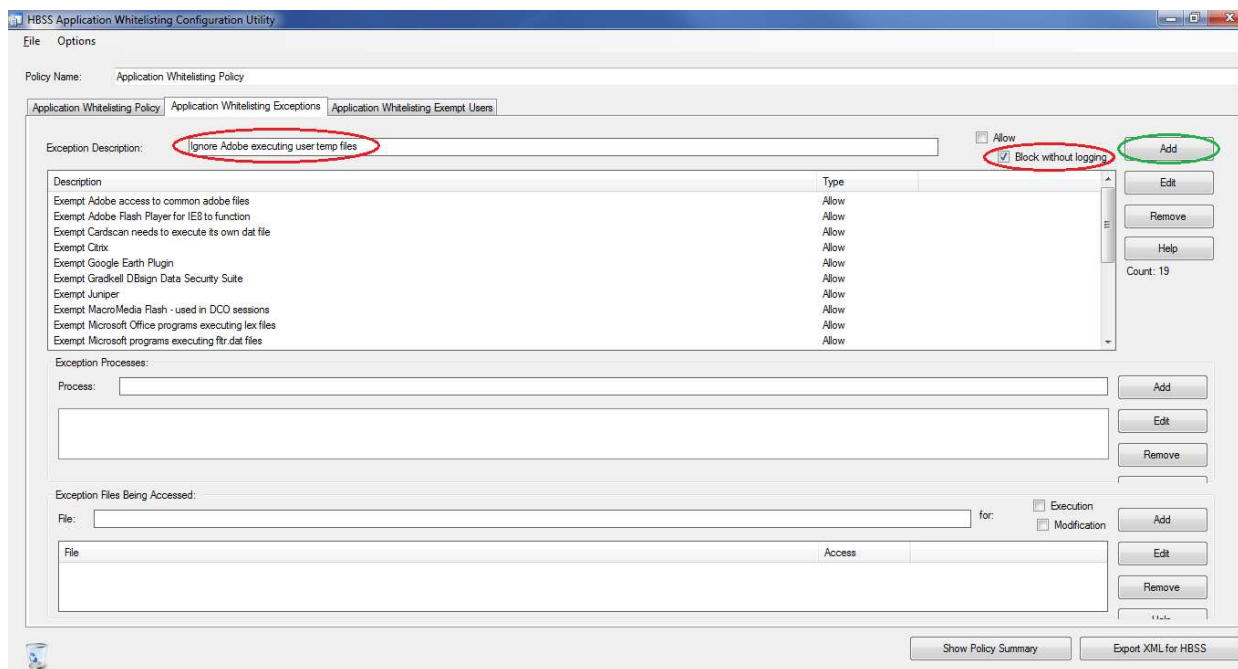 HBSS Application Whitelisting Configuration Utility
File Options
Policy Name: Application Whitelisting Policy
Application Whitelisting Policy Application Whitelisting Exceptions Application Whitelisting Exempt Users
Exception Description: Ignore Adobe executing user temp files
Allow
Block without logging
Add
Description Type
Edit
Exempt Adobe access to common adobe files Allow
Exempt Adobe Flash Player for IE8 to function Allow
Remove
Exempt Cardscan needs to execute its own dat file Allow
Exempt Citrix Allow
Help
Exempt Google Earth Plugin Allow
Count: 19
Exempt Gradkell DBsign Data Security Suite Allow
Exempt Juniper Allow
Exempt MacroMedia Flash - used in DCO sessions Allow
Exempt Microsoft Office programs executing lex files Allow
Exempt Microsoft programs executing fltr.dat files Allow
Exception Processes:
Process:
Add
Edit
Remove
Exception Files Being Accessed:
File: for: Execution
Modification
Add
File Access
Edit
Remove
Help
Show Policy Summary Export XML for HBSS